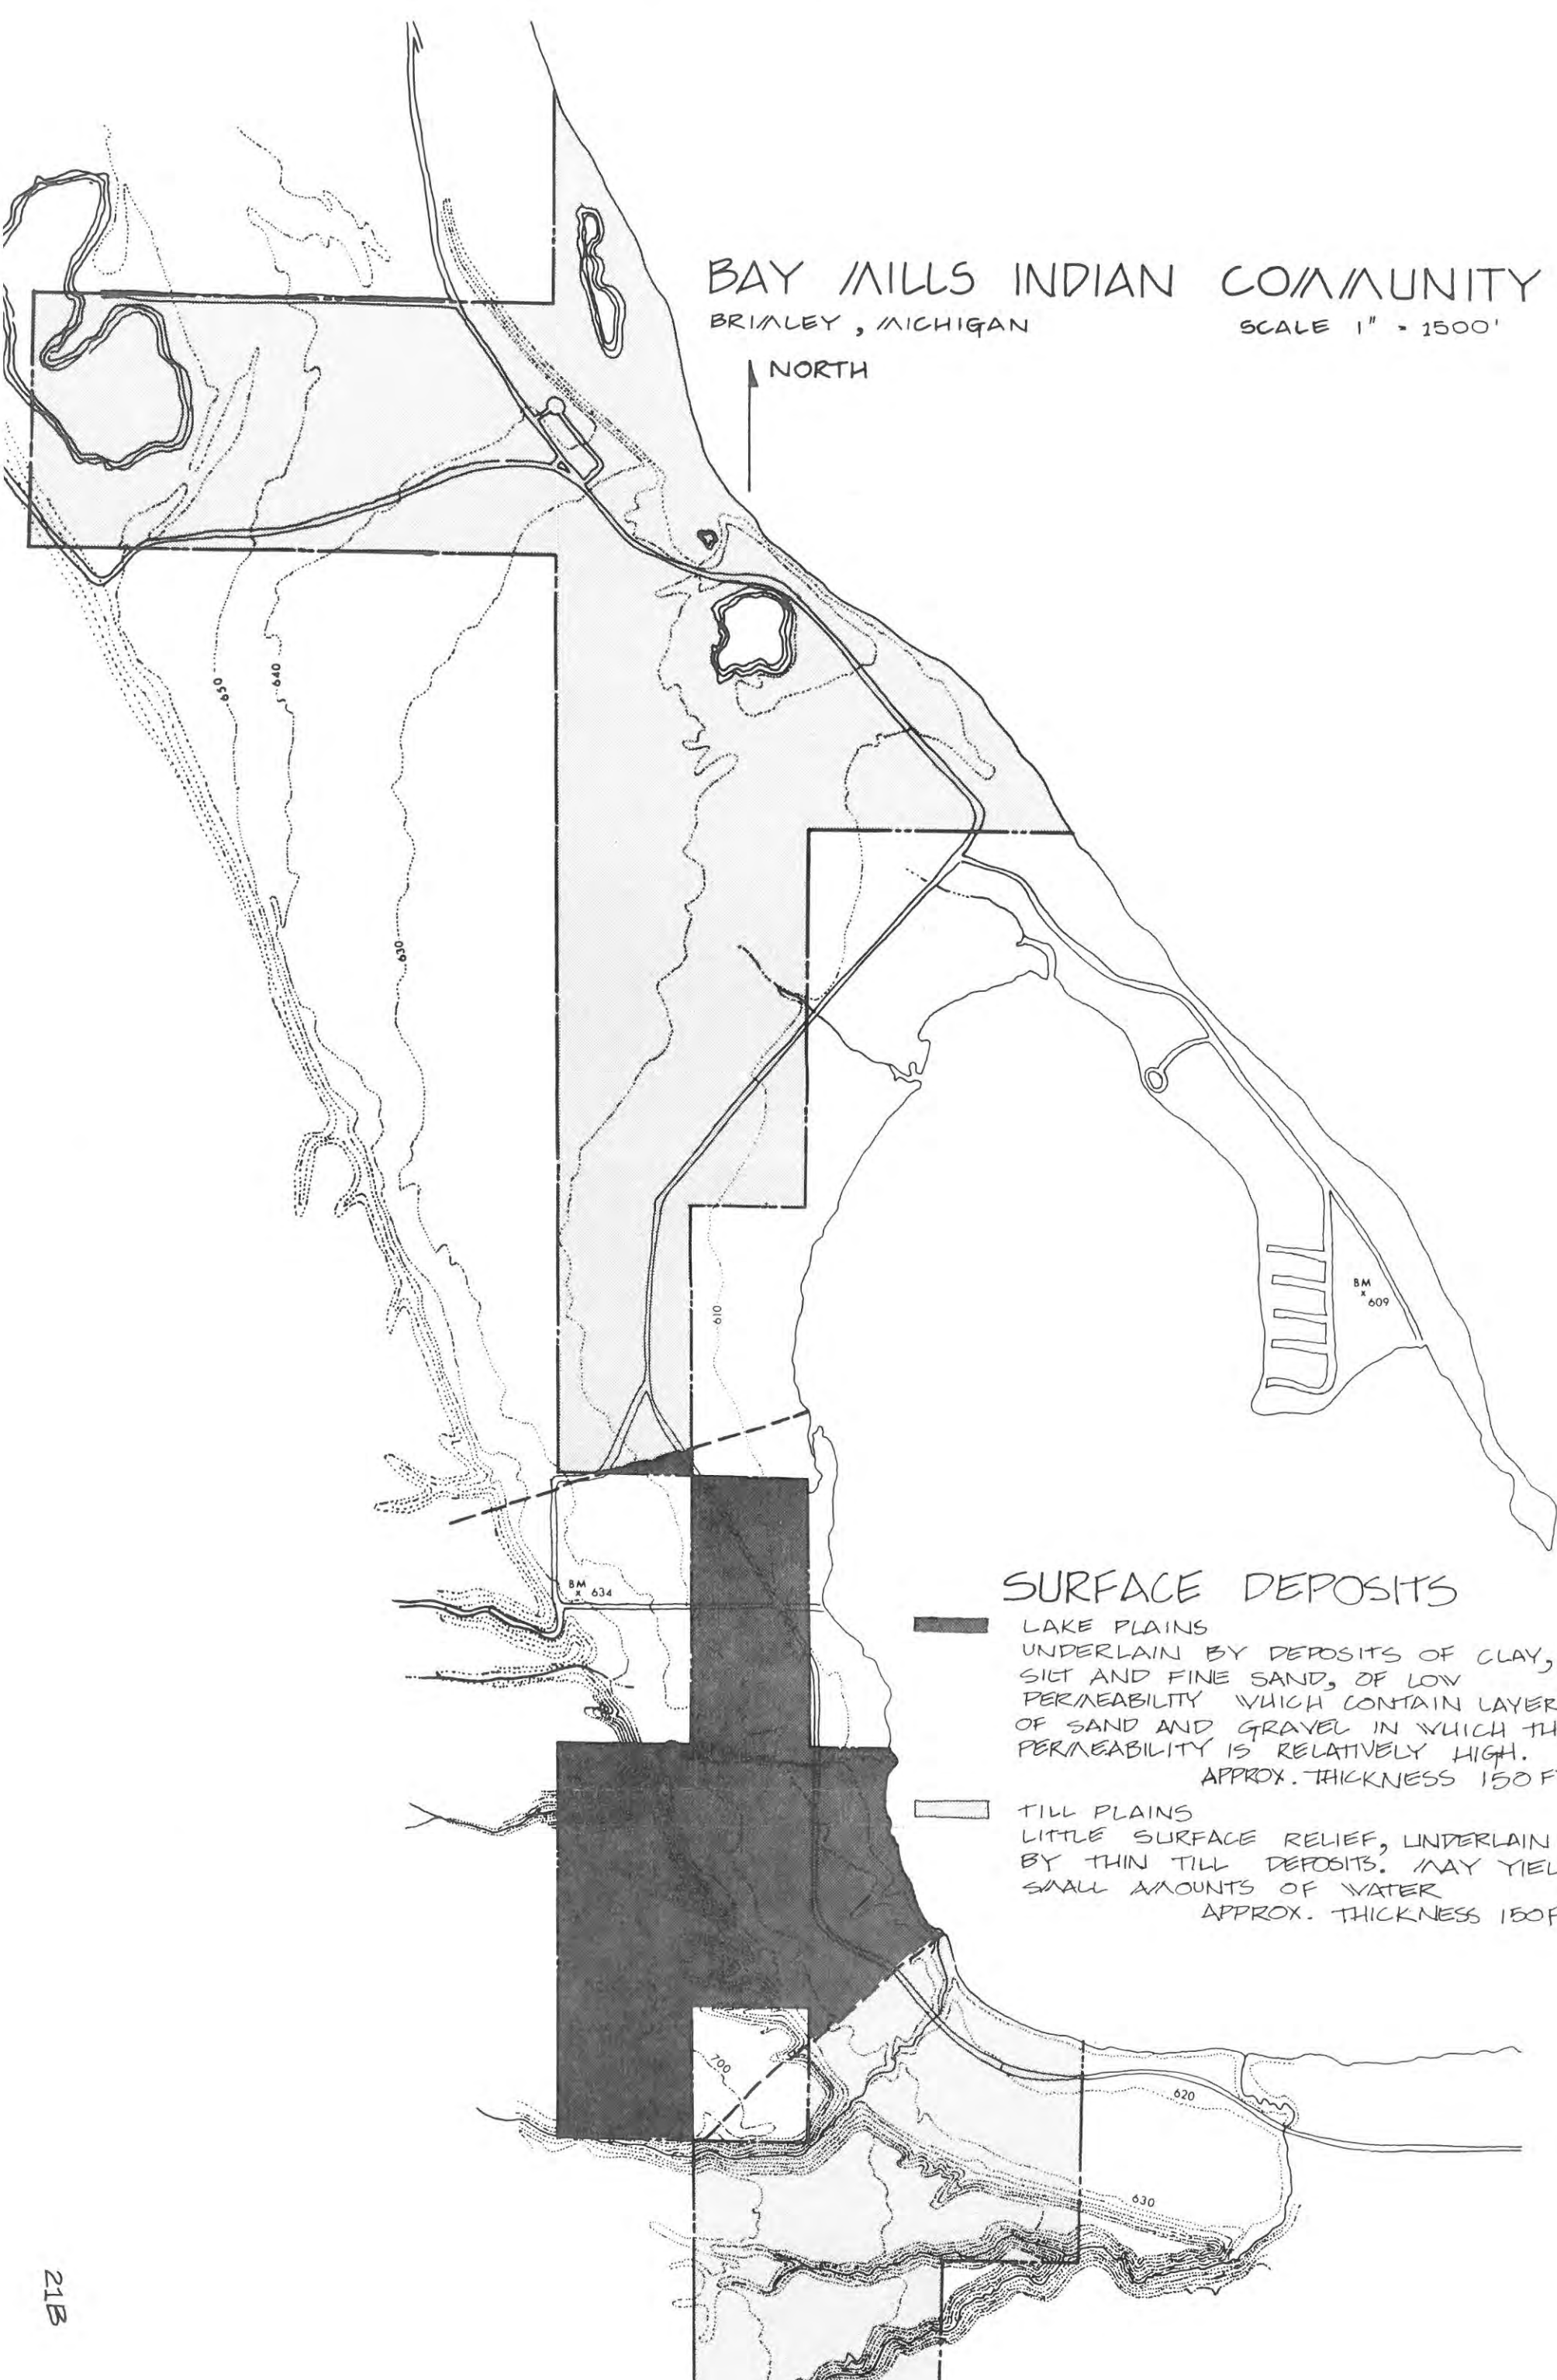 BAY MILLS INDIAN COMMUNITY
BRIMLEY, MICHIGAN
SCALE 1" = 1500'
NORTH
650
640
630
610
BM
x 609
BM
x 634
SURFACE DEPOSITS
LAKE PLAINS
UNDERLAIN BY DEPOSITS OF CLAY,
SILT AND FINE SAND, OF LOW
PERMEABILITY WHICH CONTAIN LAYER
OF SAND AND GRAVEL IN WHICH TH
PERMEABILITY IS RELATIVELY HIGH.
APPROX. THICKNESS 150 F
TILL PLAINS
LITTLE SURFACE RELIEF, UNDERLAIN
BY THIN TILL DEPOSITS. MAY YIEL
SMALL AMOUNTS OF WATER
APPROX. THICKNESS 150 F
700
620
630
21B